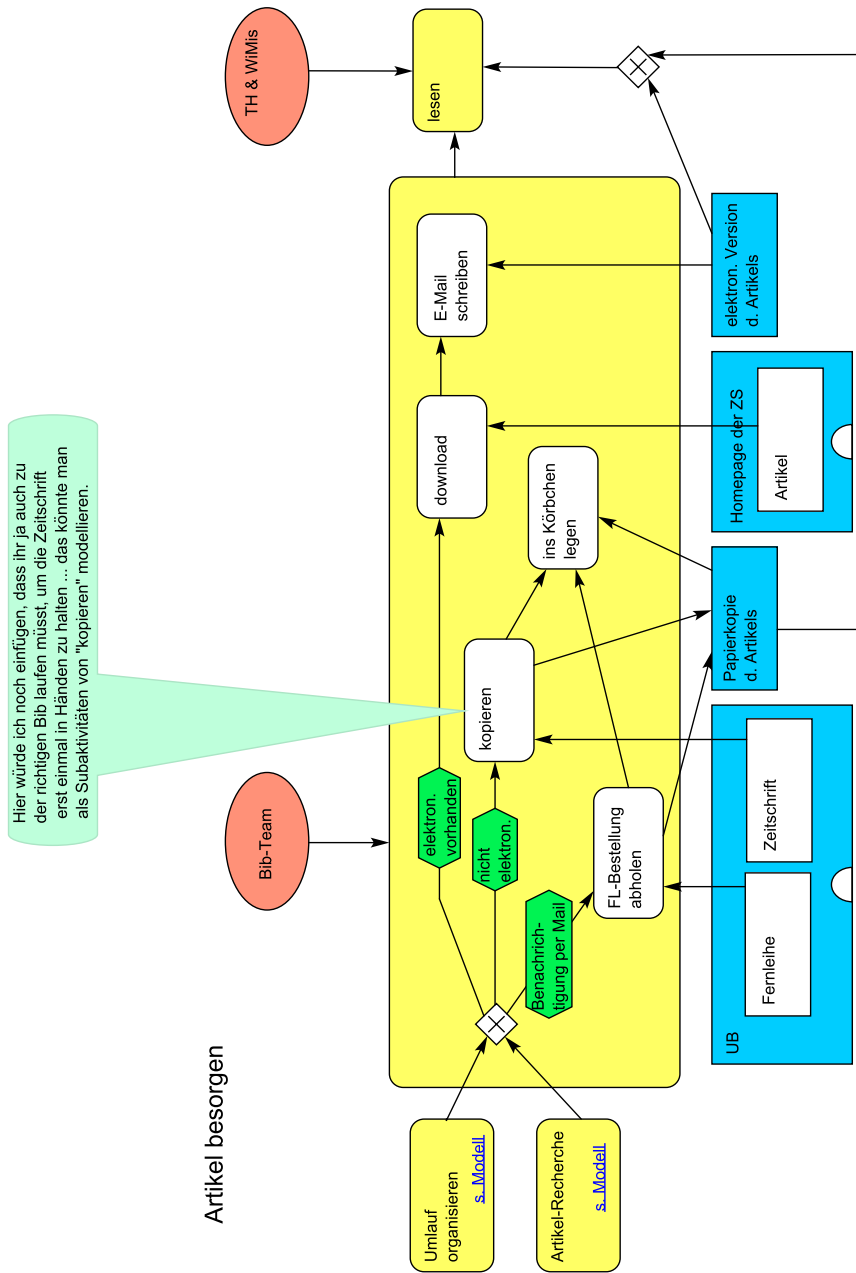 Artikel besorgen
Hier würde ich noch einfügen, dass ihr ja auch zu
der richtigen Bib laufen müsst, um die Zeitschrift
erst einmal in Händen zu halten ... das könnte man
als Subaktivitäten von "kopieren" modellieren.
Bib-Team
TH & WiMis
Umlauf
organisieren
s. Modell
Artikel-Recherche
s. Modell
elektron.
vorhanden
nicht
elektron.
Benachrich-
tigung per Mail
download
E-Mail
schreiben
lesen
kopieren
ins Körbchen
legen
FL-Bestellung
abholen
UB
Fernleihe
Zeitschrift
Papierkopie
d. Artikels
Homepage der ZS
Artikel
elektron. Version
d. Artikels